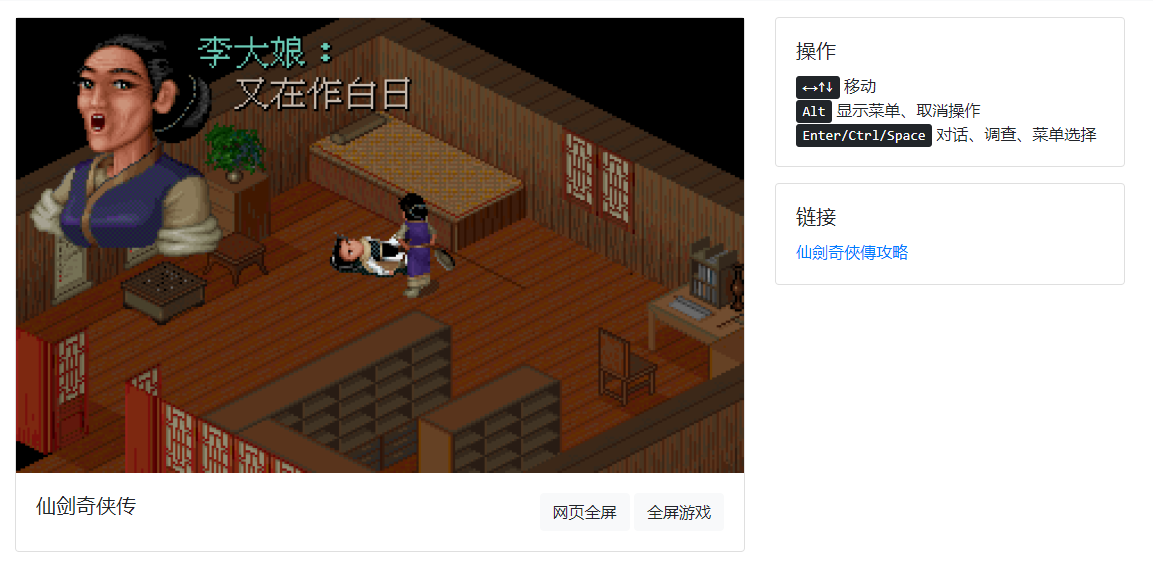 李大娘：
又在作白日
仙剑奇侠传
网页全屏
全屏游戏
操作
←→↑↓ 移动
Alt 显示菜单、取消操作
Enter/Ctrl/Space 对话、调查、菜单选择
链接
仙劍奇俠傳攻略